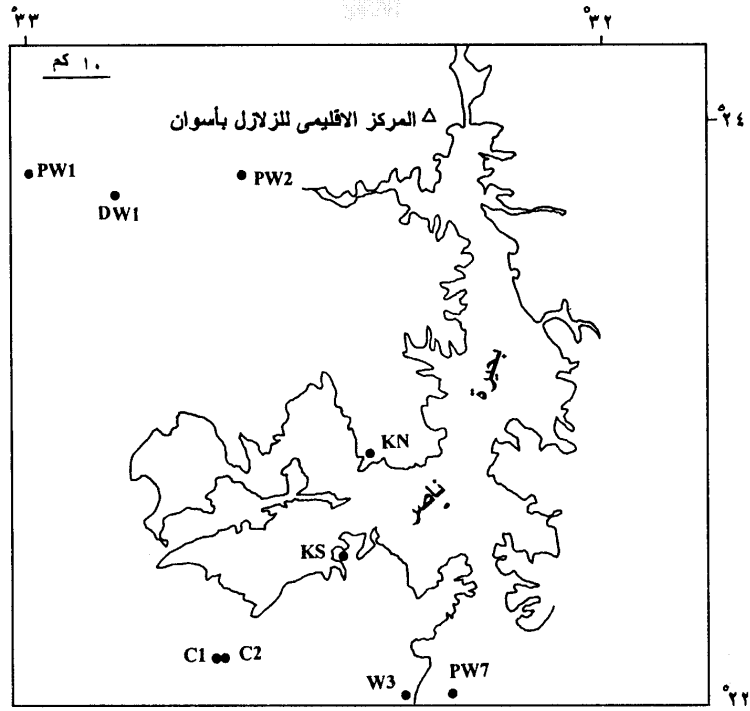 °٣٣ °٣٢
١٠ كم
المركز الاقليمى للزلازل بأسوان
°٢٤
PW1
PW2
DW1
بحيرة
KN
ناصر
KS
C1 C2
W3 PW7
°٢٢